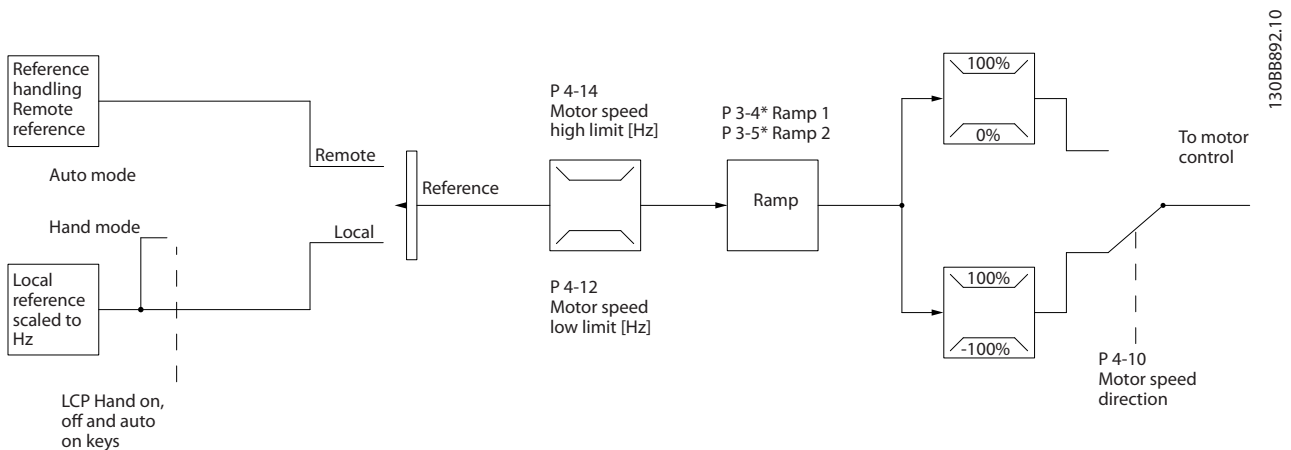 130BB892.10
Reference
handling
Remote
reference
Auto mode
Hand mode
Local
reference
scaled to
Hz
LCP Hand on,
off and auto
on keys
Remote
Local
Reference
P 4-14
Motor speed
high limit [Hz]
P 4-12
Motor speed
low limit [Hz]
P 3-4* Ramp 1
P 3-5* Ramp 2
Ramp
100%
0%
100%
-100%
To motor
control
P 4-10
Motor speed
direction